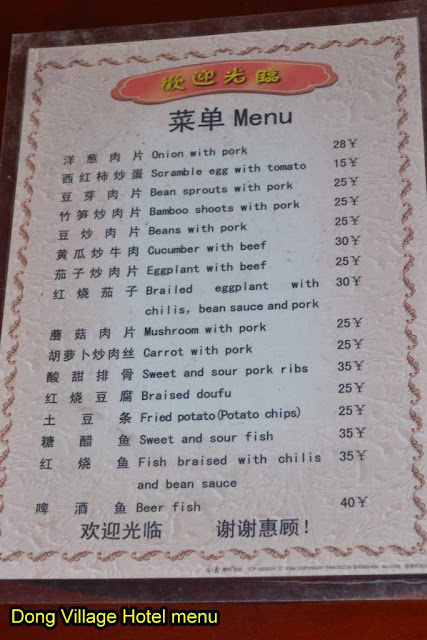 歡迎光臨
菜单 Menu
洋葱肉片 Onion with pork 28¥
西红柿炒蛋 Scramble egg with tomato 15¥
豆芽肉片 Bean sprouts with pork 25¥
竹笋炒肉片 Bamboo shoots with pork 25¥
豆炒肉片 Beans with pork 25¥
黄瓜炒牛肉 Cucumber with beef 30¥
茄子炒肉片 Eggplant with beef 25¥
红烧茄子 Brailed eggplant with 30¥
chilis, bean sauce and pork
蘑菇肉片 Mushroom with pork 25¥
胡萝卜炒肉丝 Carrot with pork 25¥
酸甜排骨 Sweet and sour pork ribs 35¥
红烧豆腐 Braised doufu 25¥
土豆条 Fried potato(Potato chips) 25¥
糖醋鱼 Sweet and sour fish 35¥
红烧鱼 Fish braised with chilis 35¥
and bean sauce
啤酒鱼 Beer fish 40¥
欢迎光临 谢谢惠顾!
Dong Village Hotel menu